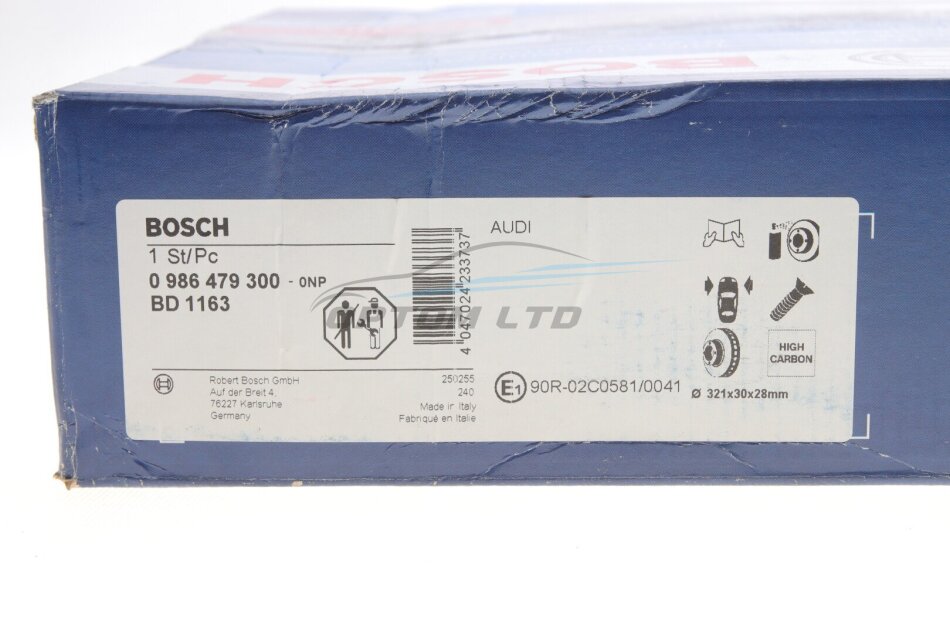 BOSCH
BOSCH
1 St/Pc
0 986 479 300 - 0NP
BD 1163
4 047024 233737
AUDI
OPTON LTD
Robert Bosch GmbH
Auf der Breit 4,
76227 Karlsruhe
Germany
250255
240
Made in Italy
Fabriqué en Italie
E1 90R-02C0581/0041
HIGH
CARBON
Ø 321x30x28mm